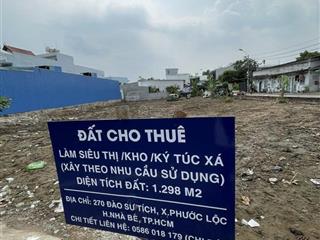 ĐẤT CHO THUÊ
LÀM SIÊU THỊ /KHO /KÝ TÚC XÁ
(XÂY THEO NHU CẦU SỬ DỤNG)
DIỆN TÍCH ĐẤT: 1.298 M2
ĐỊA CHỈ: 270 ĐÀO SƯ TÍCH, X.PHƯỚC LỘC
H.NHÀ BÈ, TP.HCM
CHI TIẾT LIÊN HỆ: 0586 018 179